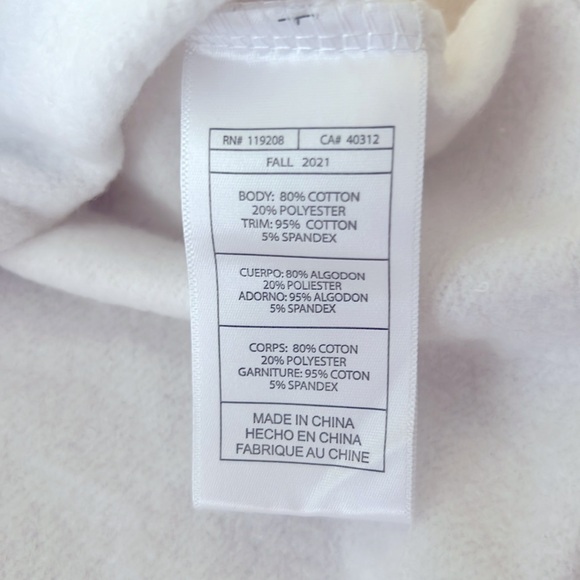 RN# 119208 CA# 40312
FALL 2021
BODY: 80% COTTON
20% POLYESTER
TRIM: 95% COTTON
5% SPANDEX
CUERPO: 80% ALGODON
20% POLIESTER
ADORNO: 95% ALGODON
5% SPANDEX
CORPS: 80% COTON
20% POLYESTER
GARNITURE: 95% COTON
5% SPANDEX
MADE IN CHINA
HECHO EN CHINA
FABRIQUE AU CHINE